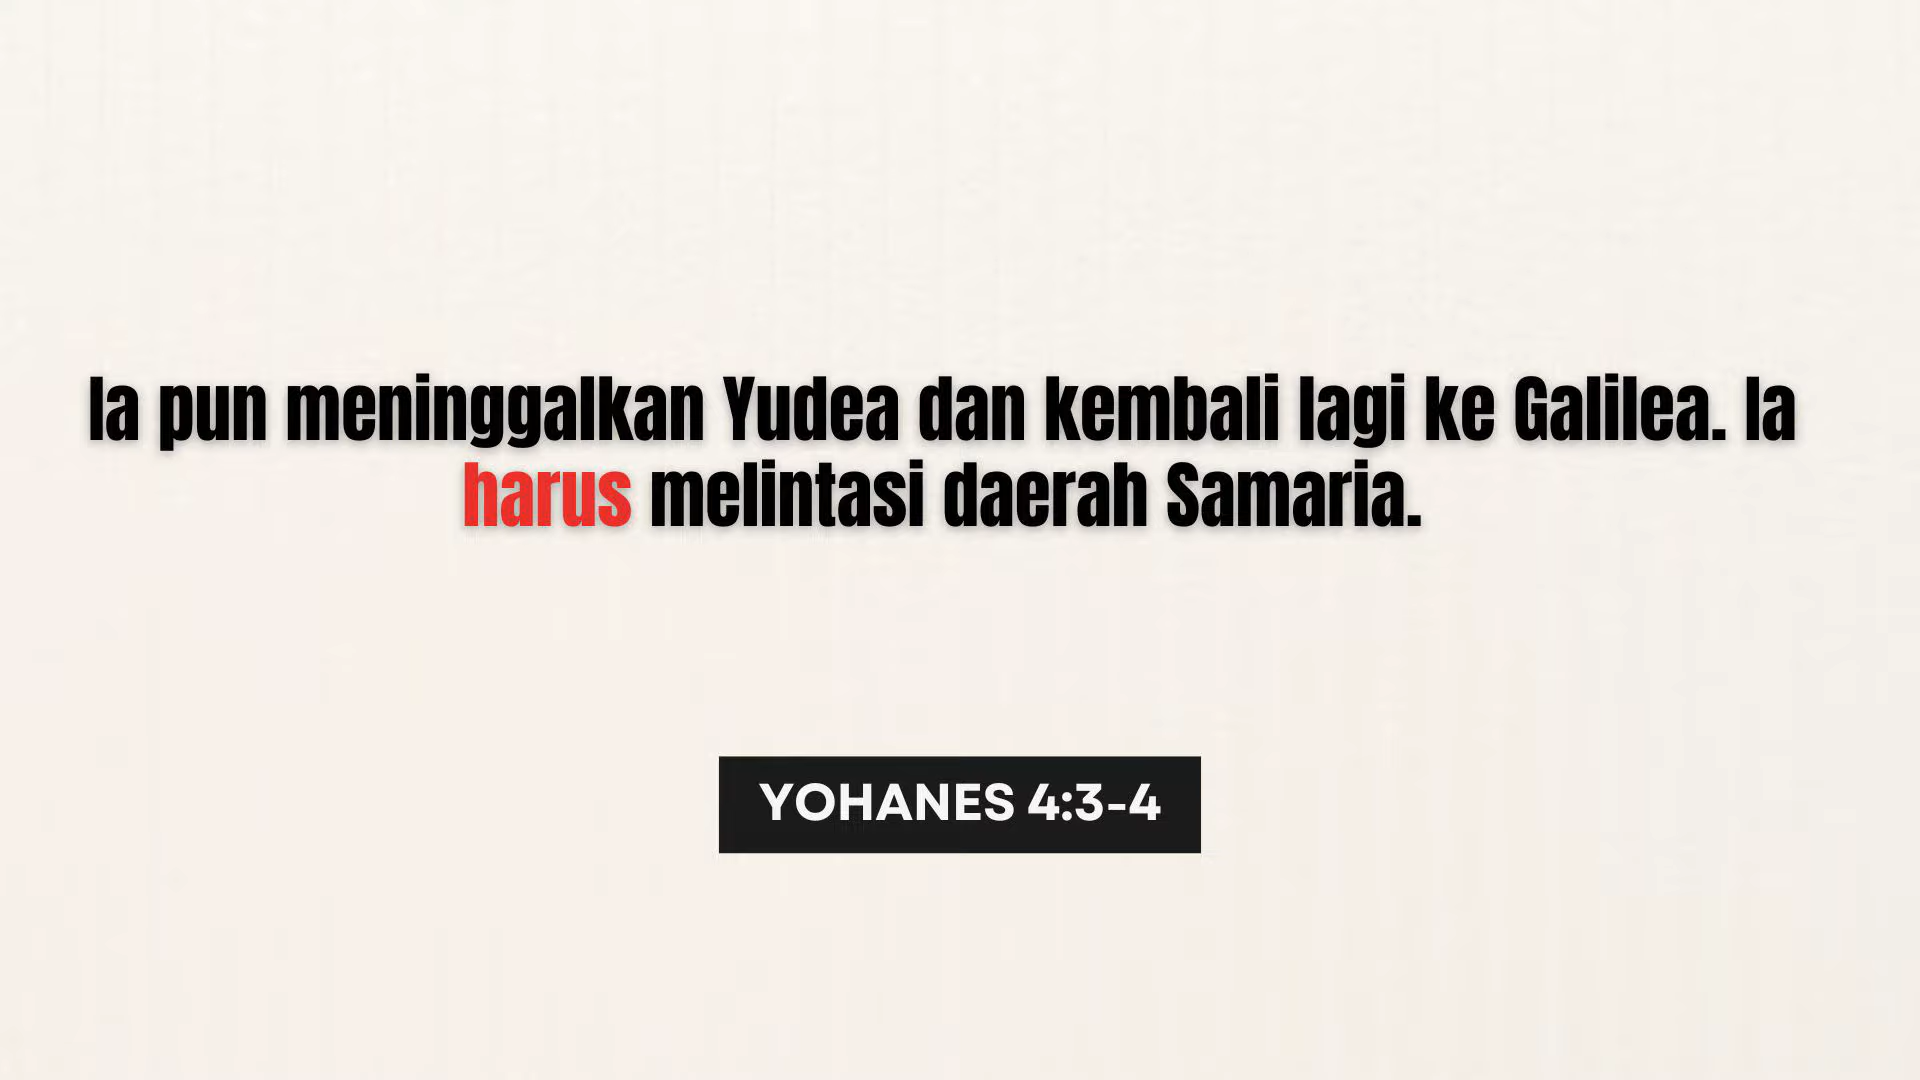 Ia pun meninggalkan Yudea dan kembali lagi ke Galilea. Ia
harus melintasi daerah Samaria.
YOHANES 4:3-4